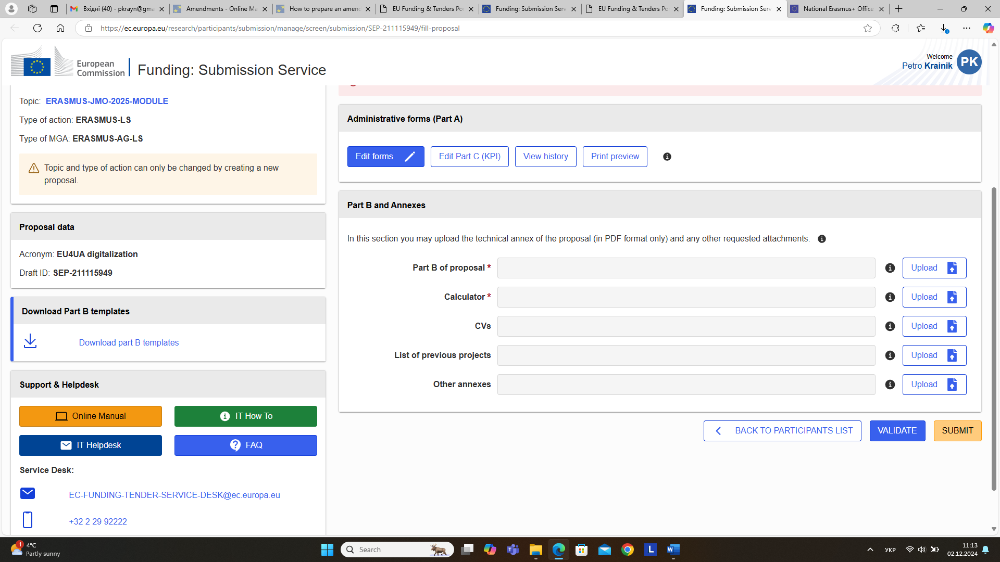 Вхідні (40) - pkrayn@gma
Amendments - Online Ma
How to prepare an amen
EU Funding & Tenders Po
Funding: Submission Serv
EU Funding & Tenders Po
Funding: Submission Serv
National Erasmus+ Office
https://ec.europa.eu/research/participants/submission/manage/screen/submission/SEP-211115949/fill-proposal
European
Commission
Funding: Submission Service
Welcome
Petro Krainik
PK
Topic: ERASMUS-JMO-2025-MODULE
Type of action: ERASMUS-LS
Type of MGA: ERASMUS-AG-LS
Topic and type of action can only be changed by creating a new
proposal.
Proposal data
Acronym: EU4UA digitalization
Draft ID: SEP-211115949
Download Part B templates
Download part B templates
Support & Helpdesk
Online Manual
IT How To
IT Helpdesk
FAQ
Service Desk:
EC-FUNDING-TENDER-SERVICE-DESK@ec.europa.eu
+32 2 29 92222
Administrative forms (Part A)
Edit forms
Edit Part C (KPI)
View history
Print preview
Part B and Annexes
In this section you may upload the technical annex of the proposal (in PDF format only) and any other requested attachments.
Part B of proposal *
Upload
Calculator *
Upload
CVs
Upload
List of previous projects
Upload
Other annexes
Upload
BACK TO PARTICIPANTS LIST
VALIDATE
SUBMIT
1
4°C
Partly sunny
Search
L
W
УКР
11:13
02.12.2024